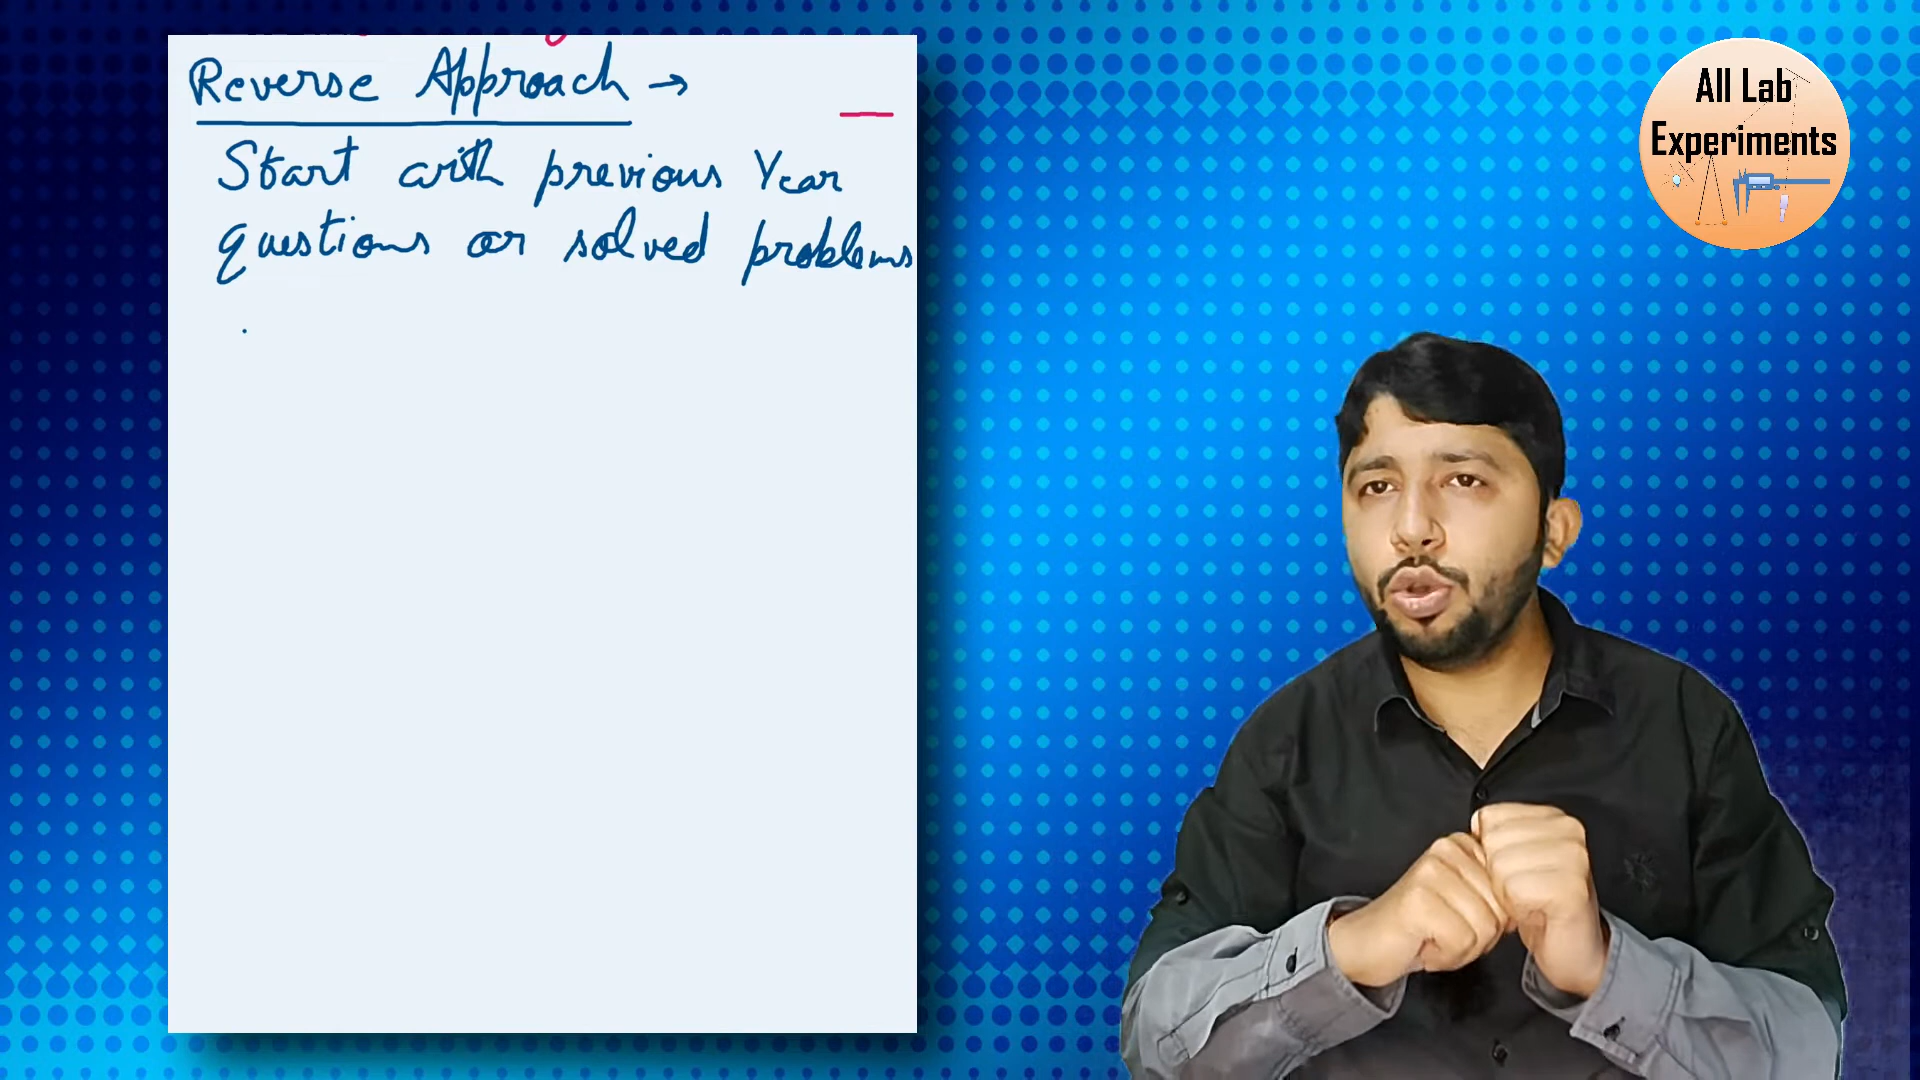 Reverse Approach →
Start with previous Year
questions or solved problems
All Lab
Experiments